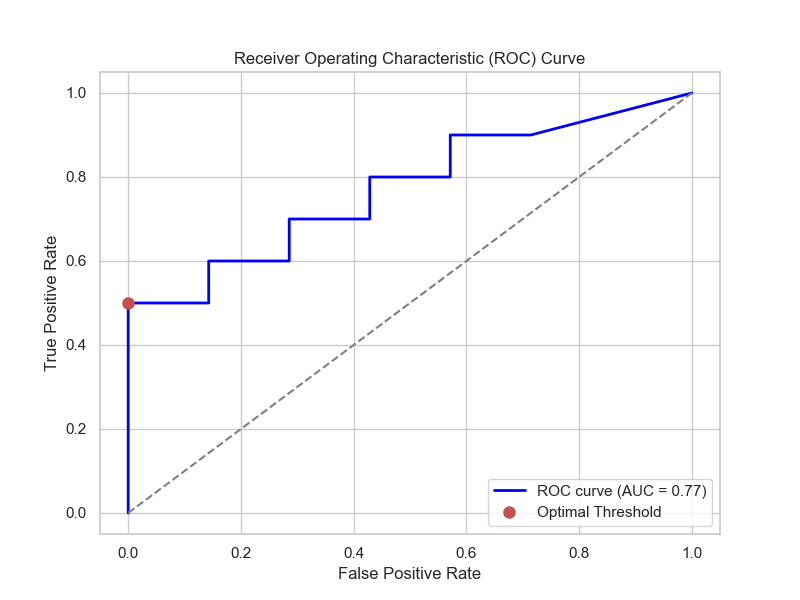 Receiver Operating Characteristic (ROC) Curve
True Positive Rate
1.0
0.8
0.6
0.4
0.2
0.0
ROC curve (AUC = 0.77)
Optimal Threshold
0.0 0.2 0.4 0.6 0.8 1.0
False Positive Rate